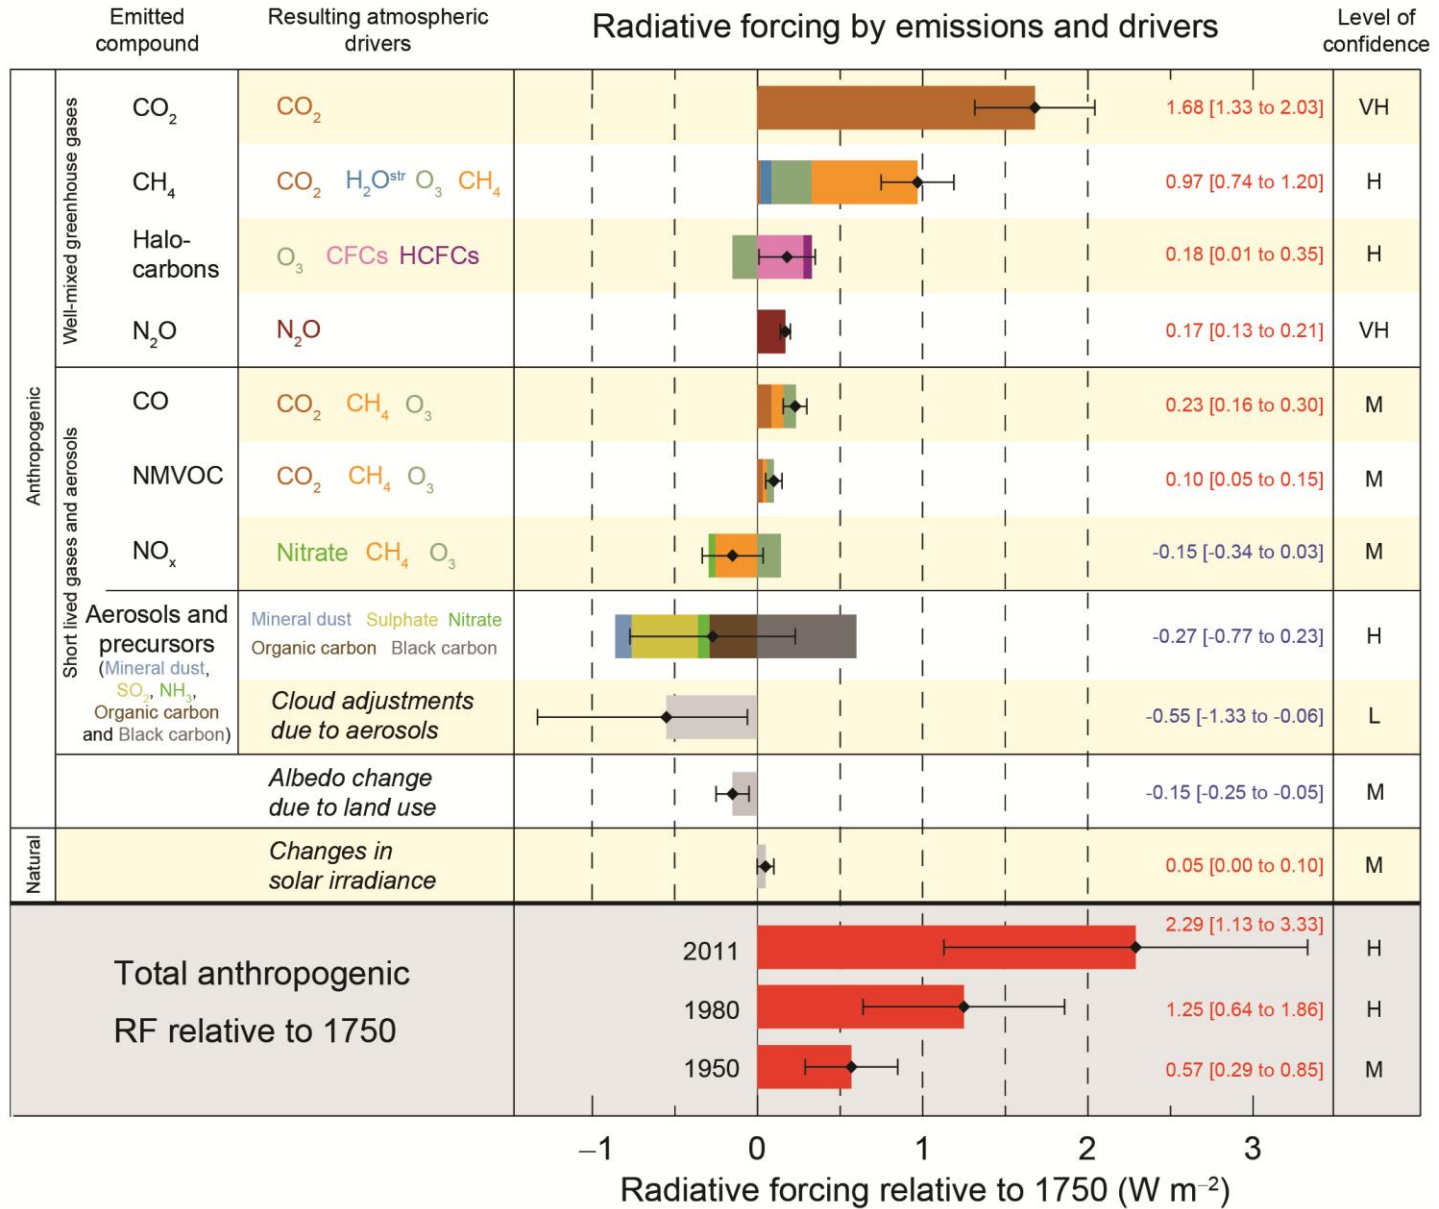 Emitted
compound
Resulting atmospheric
drivers
Radiative forcing by emissions and drivers
Level of
confidence
Anthropogenic
Well-mixed greenhouse gases
CO₂
CO₂
1.68 [1.33 to 2.03]
VH
CH₄
CO₂ H₂Oˢᵗʳ O₃ CH₄
0.97 [0.74 to 1.20]
H
Halo-
carbons
O₃ CFCs HCFCs
0.18 [0.01 to 0.35]
H
N₂O
N₂O
0.17 [0.13 to 0.21]
VH
Short lived gases and aerosols
CO
CO₂ CH₄ O₃
0.23 [0.16 to 0.30]
M
NMVOC
CO₂ CH₄ O₃
0.10 [0.05 to 0.15]
M
NOₓ
Nitrate CH₄ O₃
-0.15 [-0.34 to 0.03]
M
Aerosols and
precursors
(Mineral dust,
SO₂, NH₃,
Organic carbon
and Black carbon)
Mineral dust Sulphate Nitrate
Organic carbon Black carbon
-0.27 [-0.77 to 0.23]
H
Cloud adjustments
due to aerosols
-0.55 [-1.33 to -0.06]
L
Albedo change
due to land use
-0.15 [-0.25 to -0.05]
M
Natural
Changes in
solar irradiance
0.05 [0.00 to 0.10]
M
Total anthropogenic
RF relative to 1750
2011
2.29 [1.13 to 3.33]
H
1980
1.25 [0.64 to 1.86]
H
1950
0.57 [0.29 to 0.85]
M
−1 0 1 2 3
Radiative forcing relative to 1750 (W m⁻²)